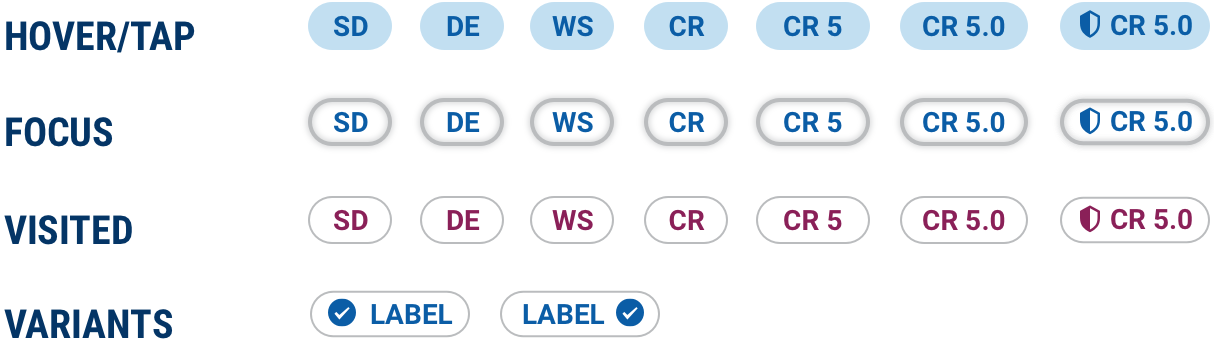 HOVER/TAP SD DE WS CR CR 5 CR 5.0 CR 5.0
FOCUS SD DE WS CR CR 5 CR 5.0 CR 5.0
VISITED SD DE WS CR CR 5 CR 5.0 CR 5.0
VARIANTS LABEL LABEL